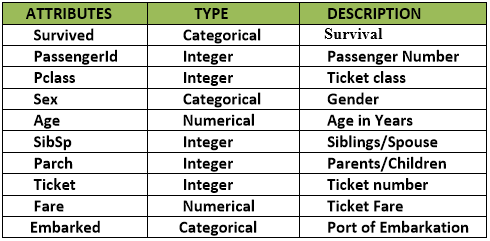 ATTRIBUTES TYPE DESCRIPTION
Survived Categorical Survival
PassengerId Integer Passenger Number
Pclass Integer Ticket class
Sex Categorical Gender
Age Numerical Age in Years
SibSp Integer Siblings/Spouse
Parch Integer Parents/Children
Ticket Integer Ticket number
Fare Numerical Ticket Fare
Embarked Categorical Port of Embarkation